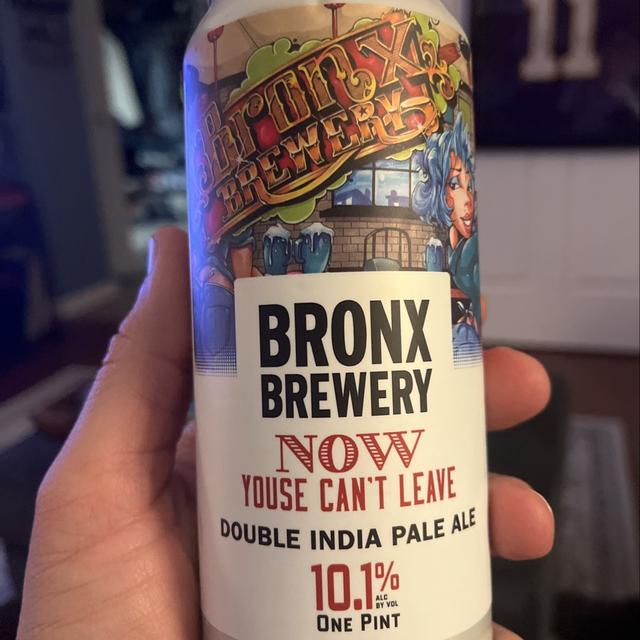 Bronx
BREWERY
11
BRONX
BREWERY
NOW
YOUSE CAN'T LEAVE
DOUBLE INDIA PALE ALE
10.1% ALC
BY VOL
ONE PINT